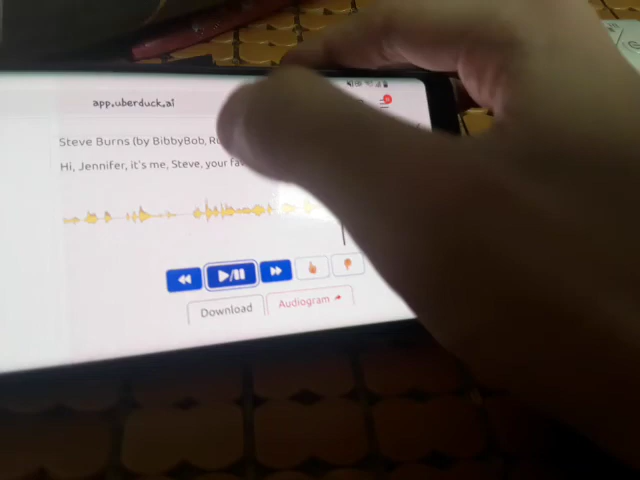 app.uberduck.ai
Steve Burns (by BibbyBob,
Hi, Jennifer, it's me, Steve, your
Download
Audiogram